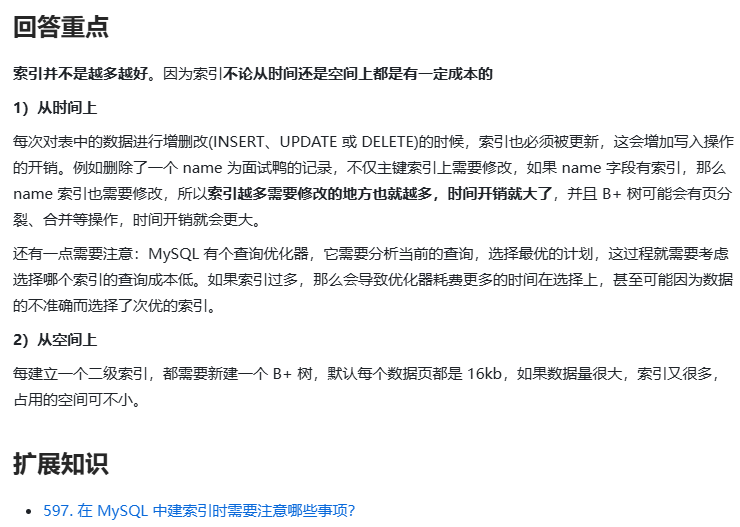 回答重点
索引并不是越多越好。因为索引不论从时间还是空间上都是有一定成本的
1）从时间上
每次对表中的数据进行增删改(INSERT、UPDATE 或 DELETE)的时候，索引也必须被更新，这会增加写入操作
的开销。例如删除了一个 name 为面试鸭的记录，不仅主键索引上需要修改，如果 name 字段有索引，那么
name 索引也需要修改，所以索引越多需要修改的地方也就越多，时间开销就大了，并且 B+ 树可能会有页分
裂、合并等操作，时间开销就会更大。
还有一点需要注意：MySQL 有个查询优化器，它需要分析当前的查询，选择最优的计划，这过程就需要考虑
选择哪个索引的查询成本低。如果索引过多，那么会导致优化器耗费更多的时间在选择上，甚至可能因为数据
的不准确而选择了次优的索引。
2）从空间上
每建立一个二级索引，都需要新建一个 B+ 树，默认每个数据页都是 16kb，如果数据量很大，索引又很多，
占用的空间可不小。
扩展知识
• 597. 在 MySQL 中建索引时需要注意哪些事项？